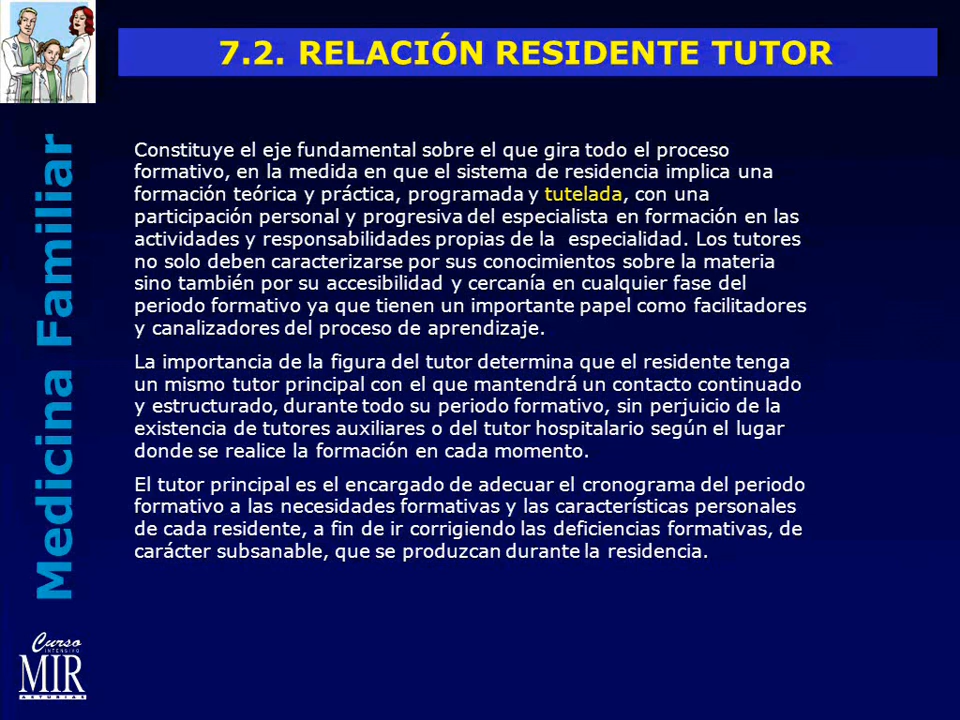 7.2. RELACIÓN RESIDENTE TUTOR
Constituye el eje fundamental sobre el que gira todo el proceso
formativo, en la medida en que el sistema de residencia implica una
formación teórica y práctica, programada y tutelada, con una
participación personal y progresiva del especialista en formación en las
actividades y responsabilidades propias de la especialidad. Los tutores
no solo deben caracterizarse por sus conocimientos sobre la materia
sino también por su accesibilidad y cercanía en cualquier fase del
periodo formativo ya que tienen un importante papel como facilitadores
y canalizadores del proceso de aprendizaje.
La importancia de la figura del tutor determina que el residente tenga
un mismo tutor principal con el que mantendrá un contacto continuado
y estructurado, durante todo su periodo formativo, sin perjuicio de la
existencia de tutores auxiliares o del tutor hospitalario según el lugar
donde se realice la formación en cada momento.
El tutor principal es el encargado de adecuar el cronograma del periodo
formativo a las necesidades formativas y las características personales
de cada residente, a fin de ir corrigiendo las deficiencias formativas, de
carácter subsanable, que se produzcan durante la residencia.
Medicina Familiar
Curso
INTENSIVO
MIR
ASTURIAS